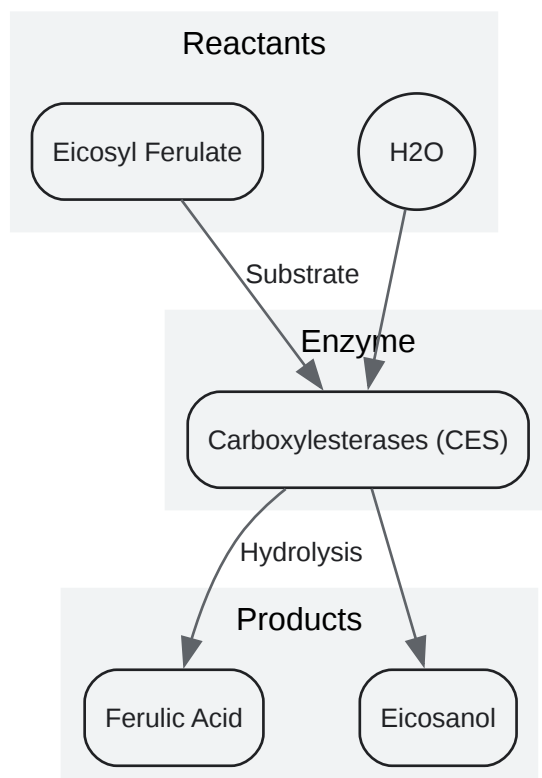 Reactants
Eicosyl Ferulate
H2O
Substrate
Enzyme
Carboxylesterases (CES)
Hydrolysis
Products
Ferulic Acid
Eicosanol